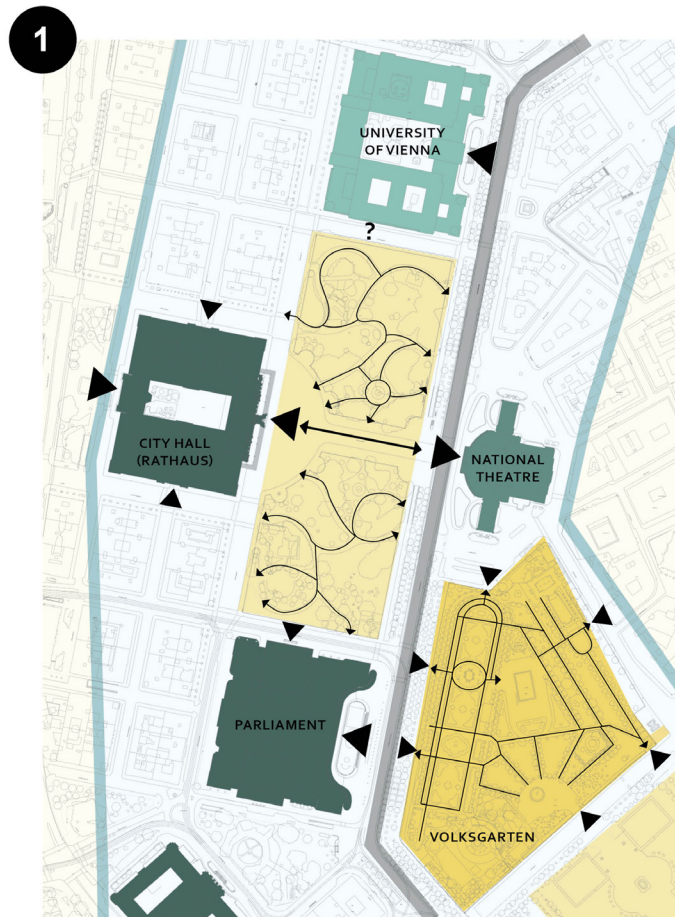 1
UNIVERSITY
OF VIENNA
?
CITY HALL
(RATHAUS)
NATIONAL
THEATRE
PARLIAMENT
VOLKSGARTEN